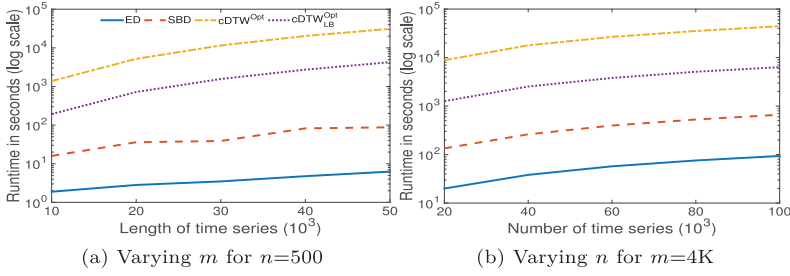 ED SBD cDTW^Opt cDTW_LB^Opt
Runtime in seconds (log scale)
10^5
10^4
10^3
10^2
10^1
10^0
10 20 30 40 50
Length of time series (10^3)
(a) Varying m for n=500
Runtime in seconds (log scale)
10^5
10^4
10^3
10^2
10^1
20 40 60 80 100
Number of time series (10^3)
(b) Varying n for m=4K